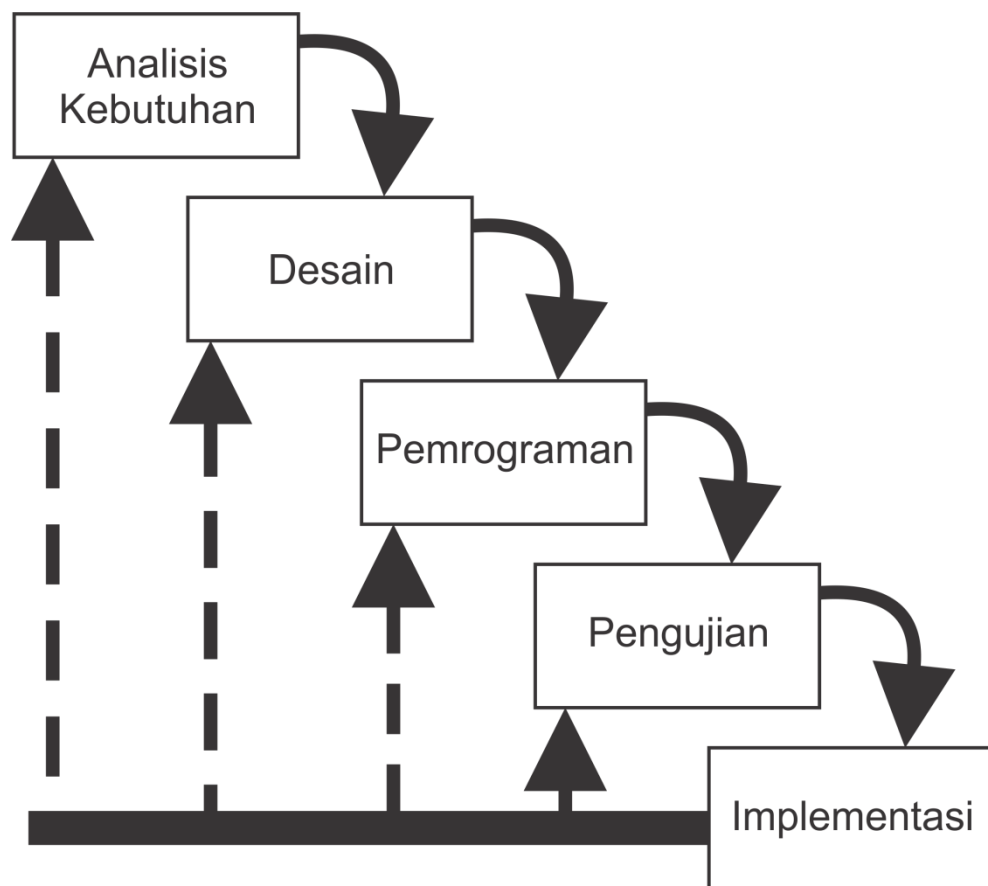 Analisis
Kebutuhan
Desain
Pemrograman
Pengujian
Implementasi